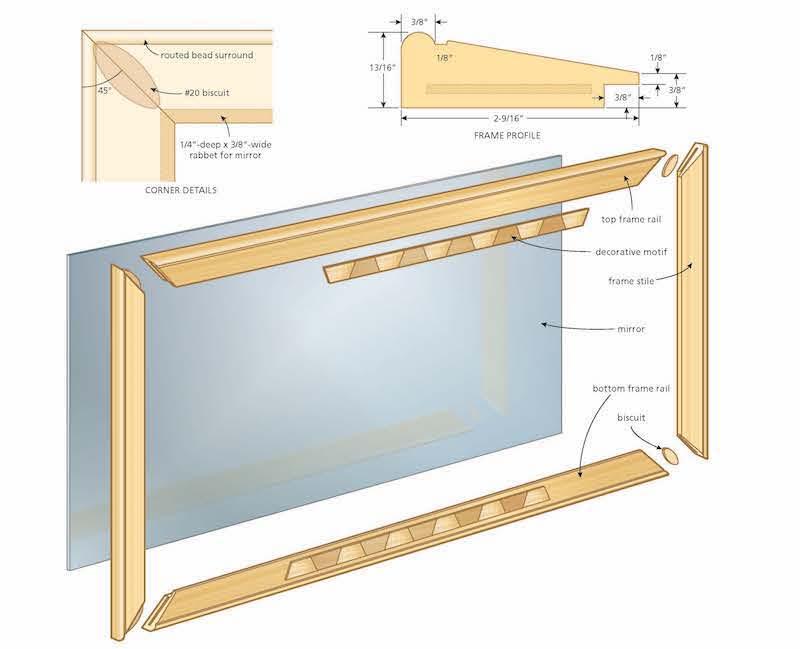 routed bead surround
45°
#20 biscuit
1/4"-deep x 3/8"-wide
rabbet for mirror
CORNER DETAILS
3/8"
1/8"
13/16"
1/8"
3/8"
3/8"
2-9/16"
FRAME PROFILE
top frame rail
decorative motif
frame stile
mirror
bottom frame rail
biscuit